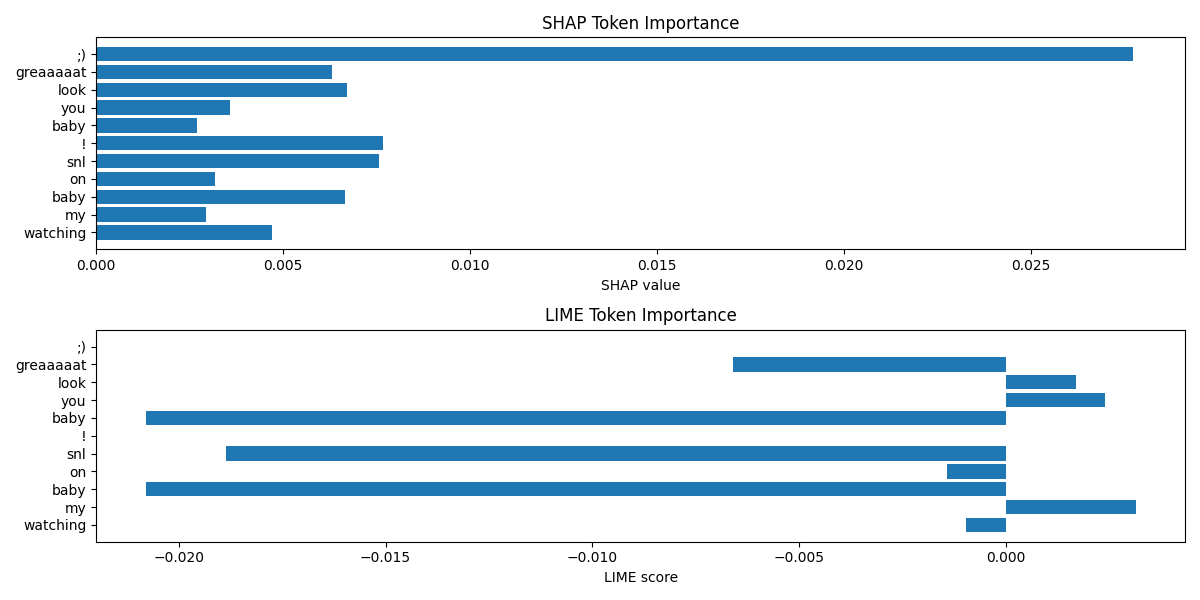 SHAP Token Importance
;)
greaaaaat
look
you
baby
!
snl
on
baby
my
watching
0.000 0.005 0.010 0.015 0.020 0.025
SHAP value
LIME Token Importance
;)
greaaaaat
look
you
baby
!
snl
on
baby
my
watching
−0.020 −0.015 −0.010 −0.005 0.000
LIME score